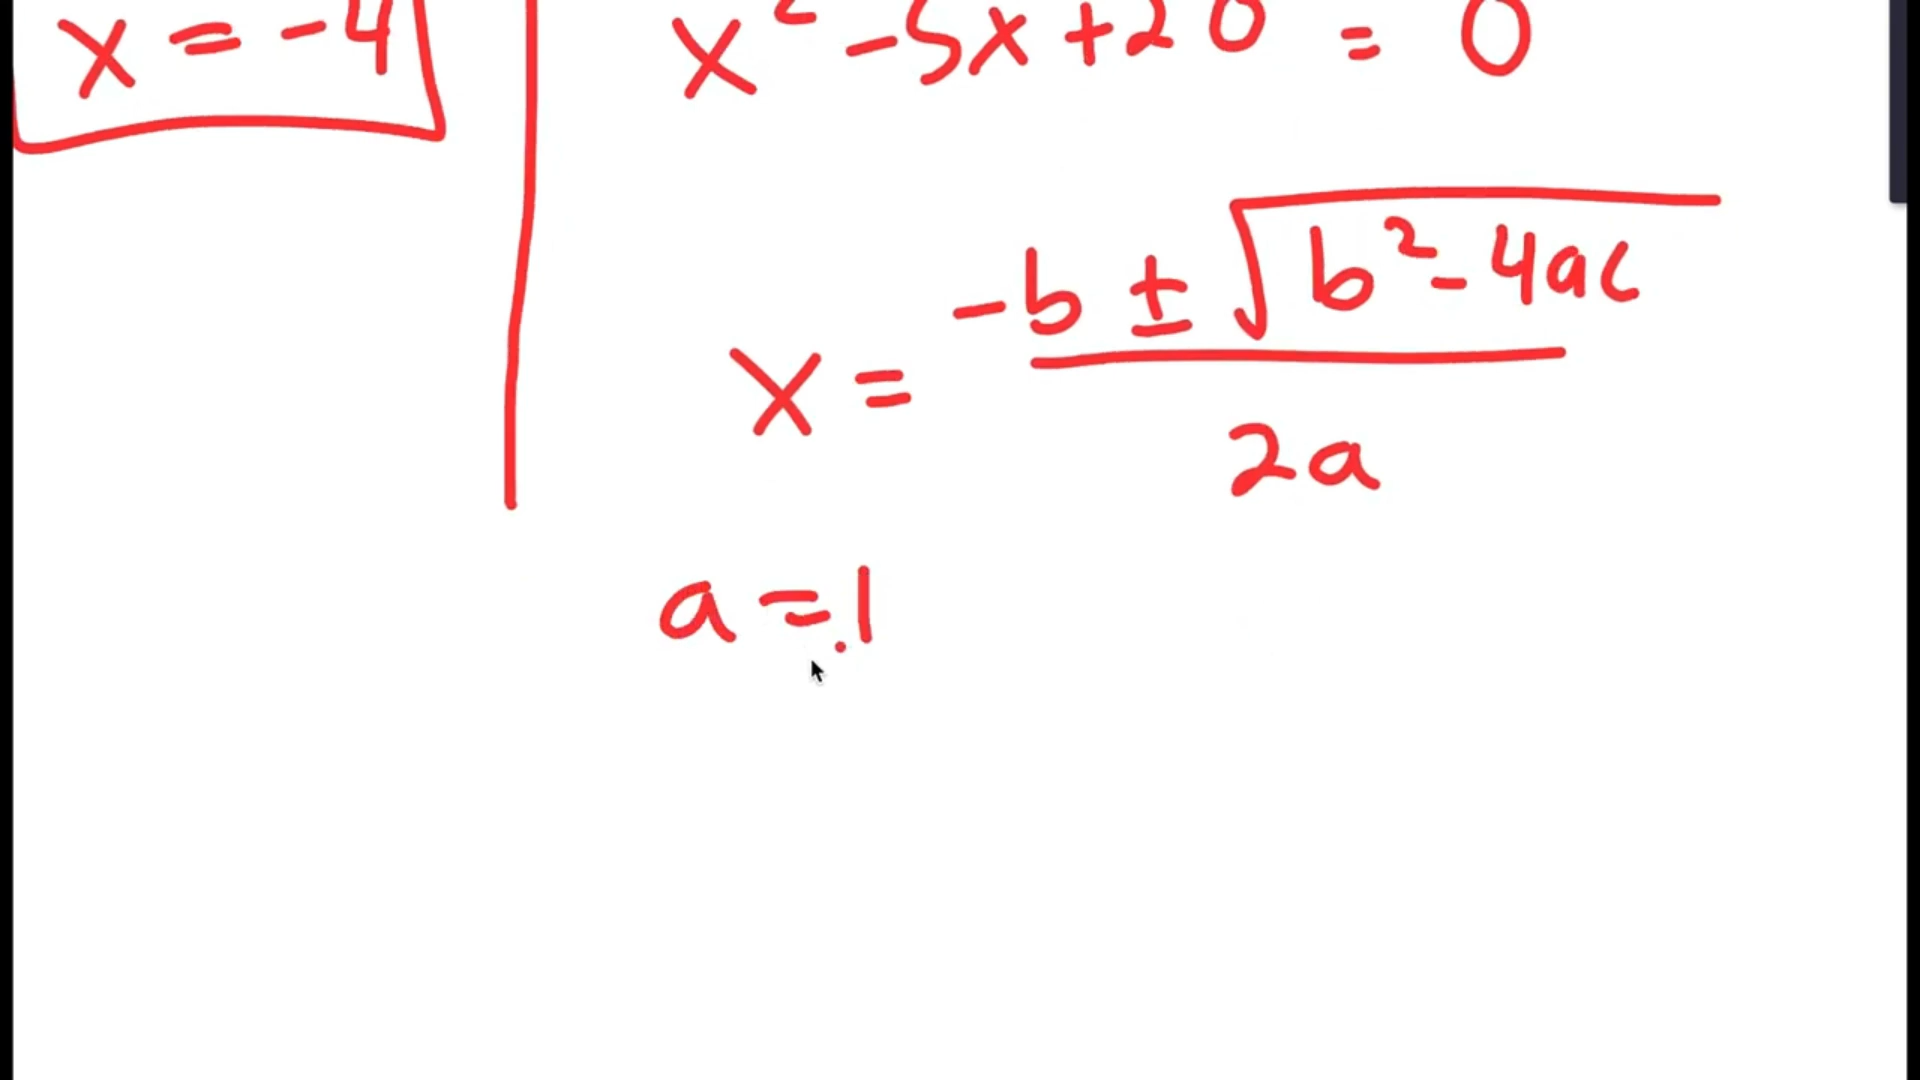 x = -4
x² - 5x + 20 = 0
x = -b ± √b² - 4ac
2a
a = 1